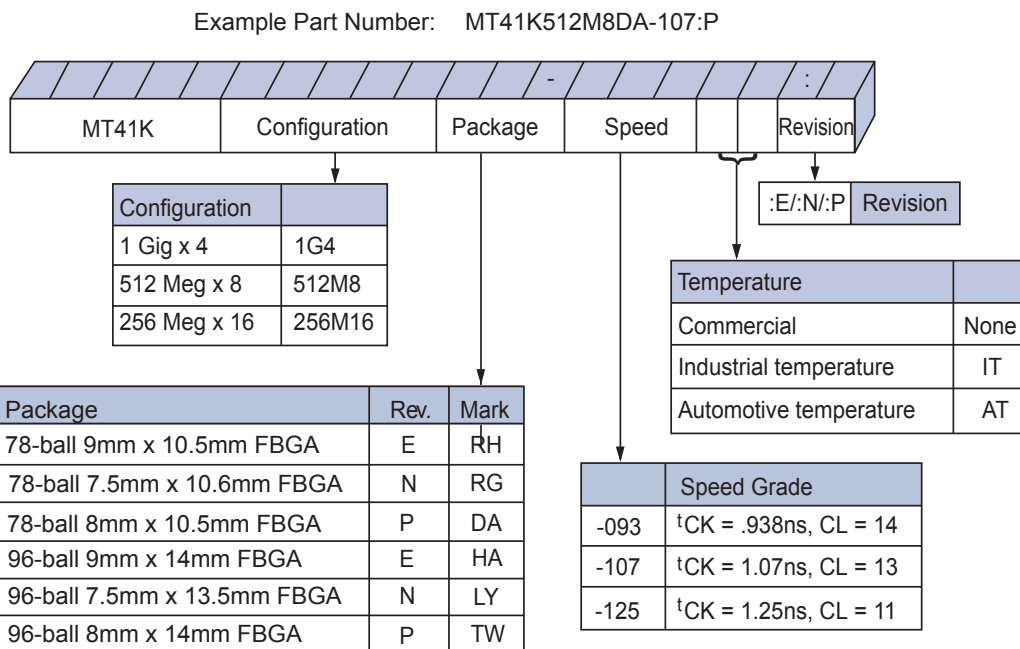 Example Part Number: MT41K512M8DA-107:P
- :
MT41K Configuration Package Speed Revision
:E/:N/:P Revision
Configuration
1 Gig x 4 1G4
512 Meg x 8 512M8
256 Meg x 16 256M16
Temperature
Commercial None
Industrial temperature IT
Automotive temperature AT
Package Rev. Mark
78-ball 9mm x 10.5mm FBGA E RH
78-ball 7.5mm x 10.6mm FBGA N RG
78-ball 8mm x 10.5mm FBGA P DA
96-ball 9mm x 14mm FBGA E HA
96-ball 7.5mm x 13.5mm FBGA N LY
96-ball 8mm x 14mm FBGA P TW
Speed Grade
-093 tCK = .938ns, CL = 14
-107 tCK = 1.07ns, CL = 13
-125 tCK = 1.25ns, CL = 11